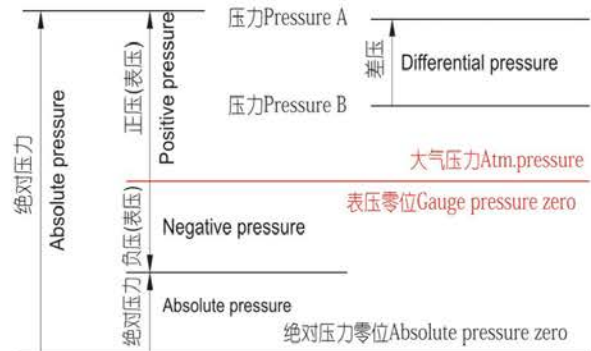 压力Pressure A
差压
Differential pressure
压力Pressure B
正压(表压)
Positive pressure
绝对压力
Absolute pressure
大气压力Atm.pressure
表压零位Gauge pressure zero
负压(表压)
Negative pressure
绝对压力
Absolute pressure
绝对压力零位Absolute pressure zero